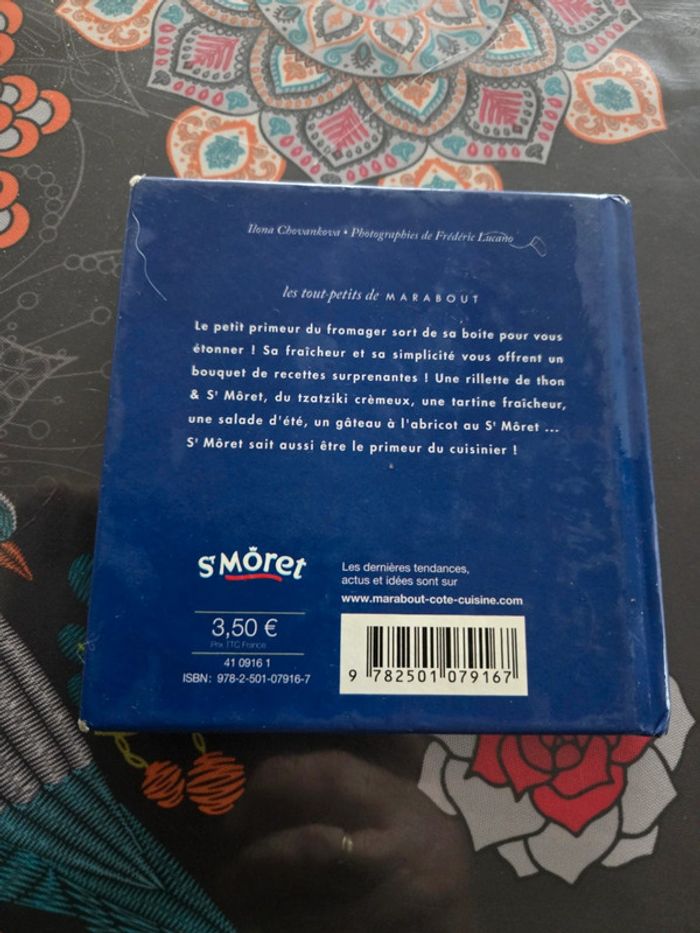 Ilona Chovankova • Photographies de Frédéric Lucano
les tout-petits de MARABOUT
Le petit primeur du fromager sort de sa boite pour vous
étonner ! Sa fraîcheur et sa simplicité vous offrent un
bouquet de recettes surprenantes ! Une rillette de thon
& St Môret, du tzatziki crèmeux, une tartine fraîcheur,
une salade d'été, un gâteau à l'abricot au St Môret ...
St Môret sait aussi être le primeur du cuisinier !
St Môret
Les dernières tendances,
actus et idées sont sur
www.marabout-cote-cuisine.com
3,50 €
Prix TTC France
41 0916 1
ISBN: 978-2-501-07916-7
9 782501 079167